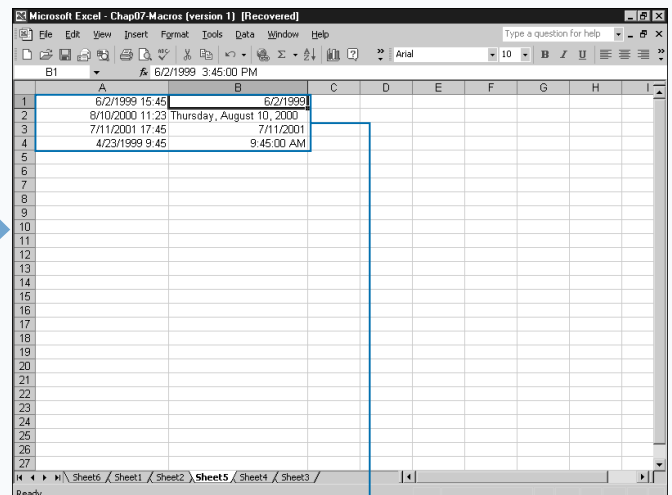 Microsoft Excel - Chap07-Macros (version 1) [Recovered]
File Edit View Insert Format Tools Data Window Help Type a question for help
Arial 10 B I U
B1 fx 6/2/1999 3:45:00 PM
A B C D E F G H I
1 6/2/1999 15:45 6/2/1999
2 8/10/2000 11:23 Thursday, August 10, 2000
3 7/11/2001 17:45 7/11/2001
4 4/23/1999 9:45 9:45:00 AM
5
6
7
8
9
10
11
12
13
14
15
16
17
18
19
20
21
22
23
24
25
26
27
Sheet6 Sheet1 Sheet2 Sheet5 Sheet4 Sheet3
Ready